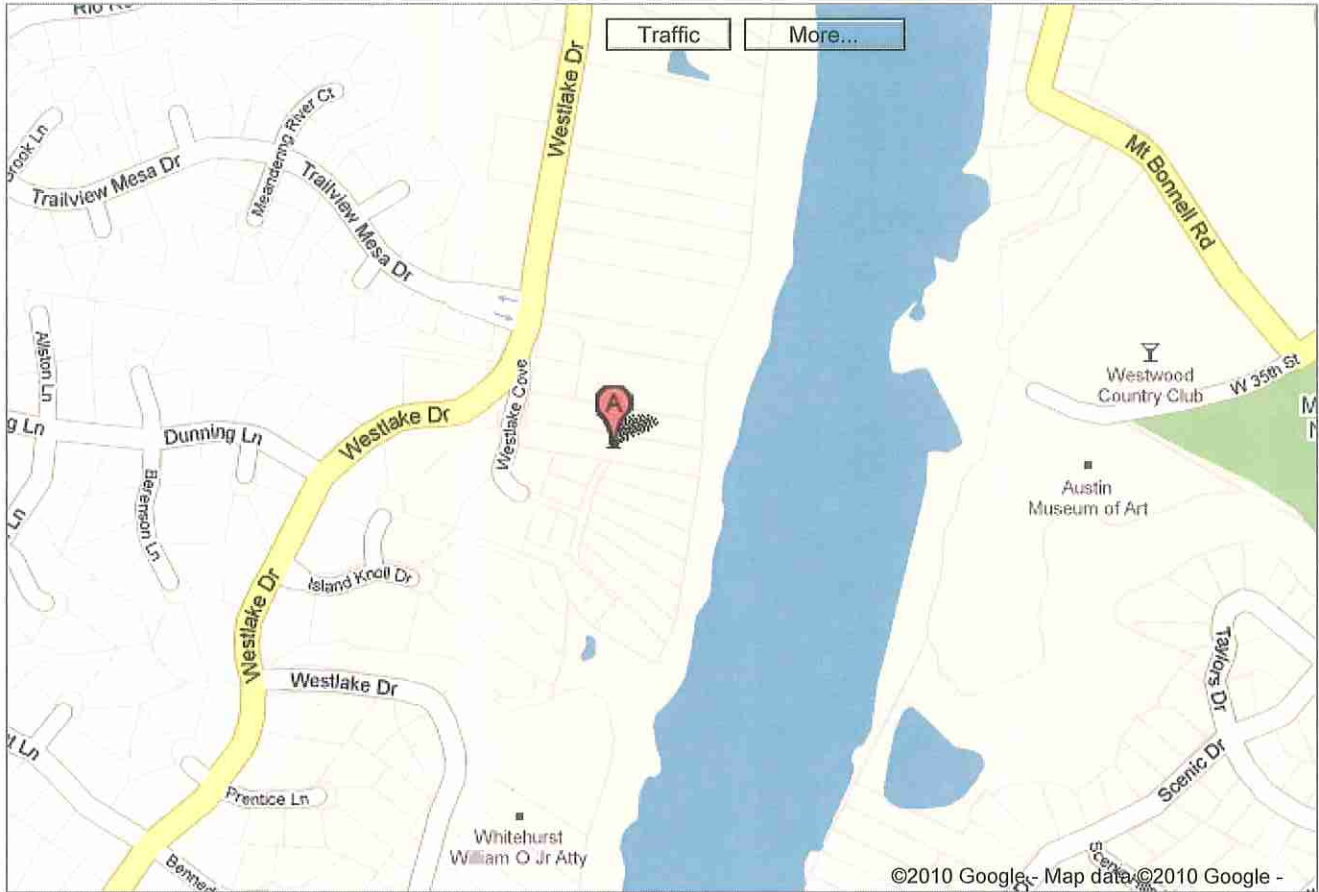 Traffic
More...
Westlake Dr
Meandering River Ct
Trailview Mesa Dr
Trailview Mesa Dr
Mt Bonnell Rd
Allston Ln
Westlake Cove
A
Westwood
Country Club
W 35th St
Westlake Dr
Dunning Ln
Berenson Ln
Austin
Museum of Art
Island Knoll Dr
Westlake Dr
Westlake Dr
Taylors Dr
Scenic Dr
Prentice Ln
Whitehurst
William O Jr Atty
©2010 Google - Map data ©2010 Google -